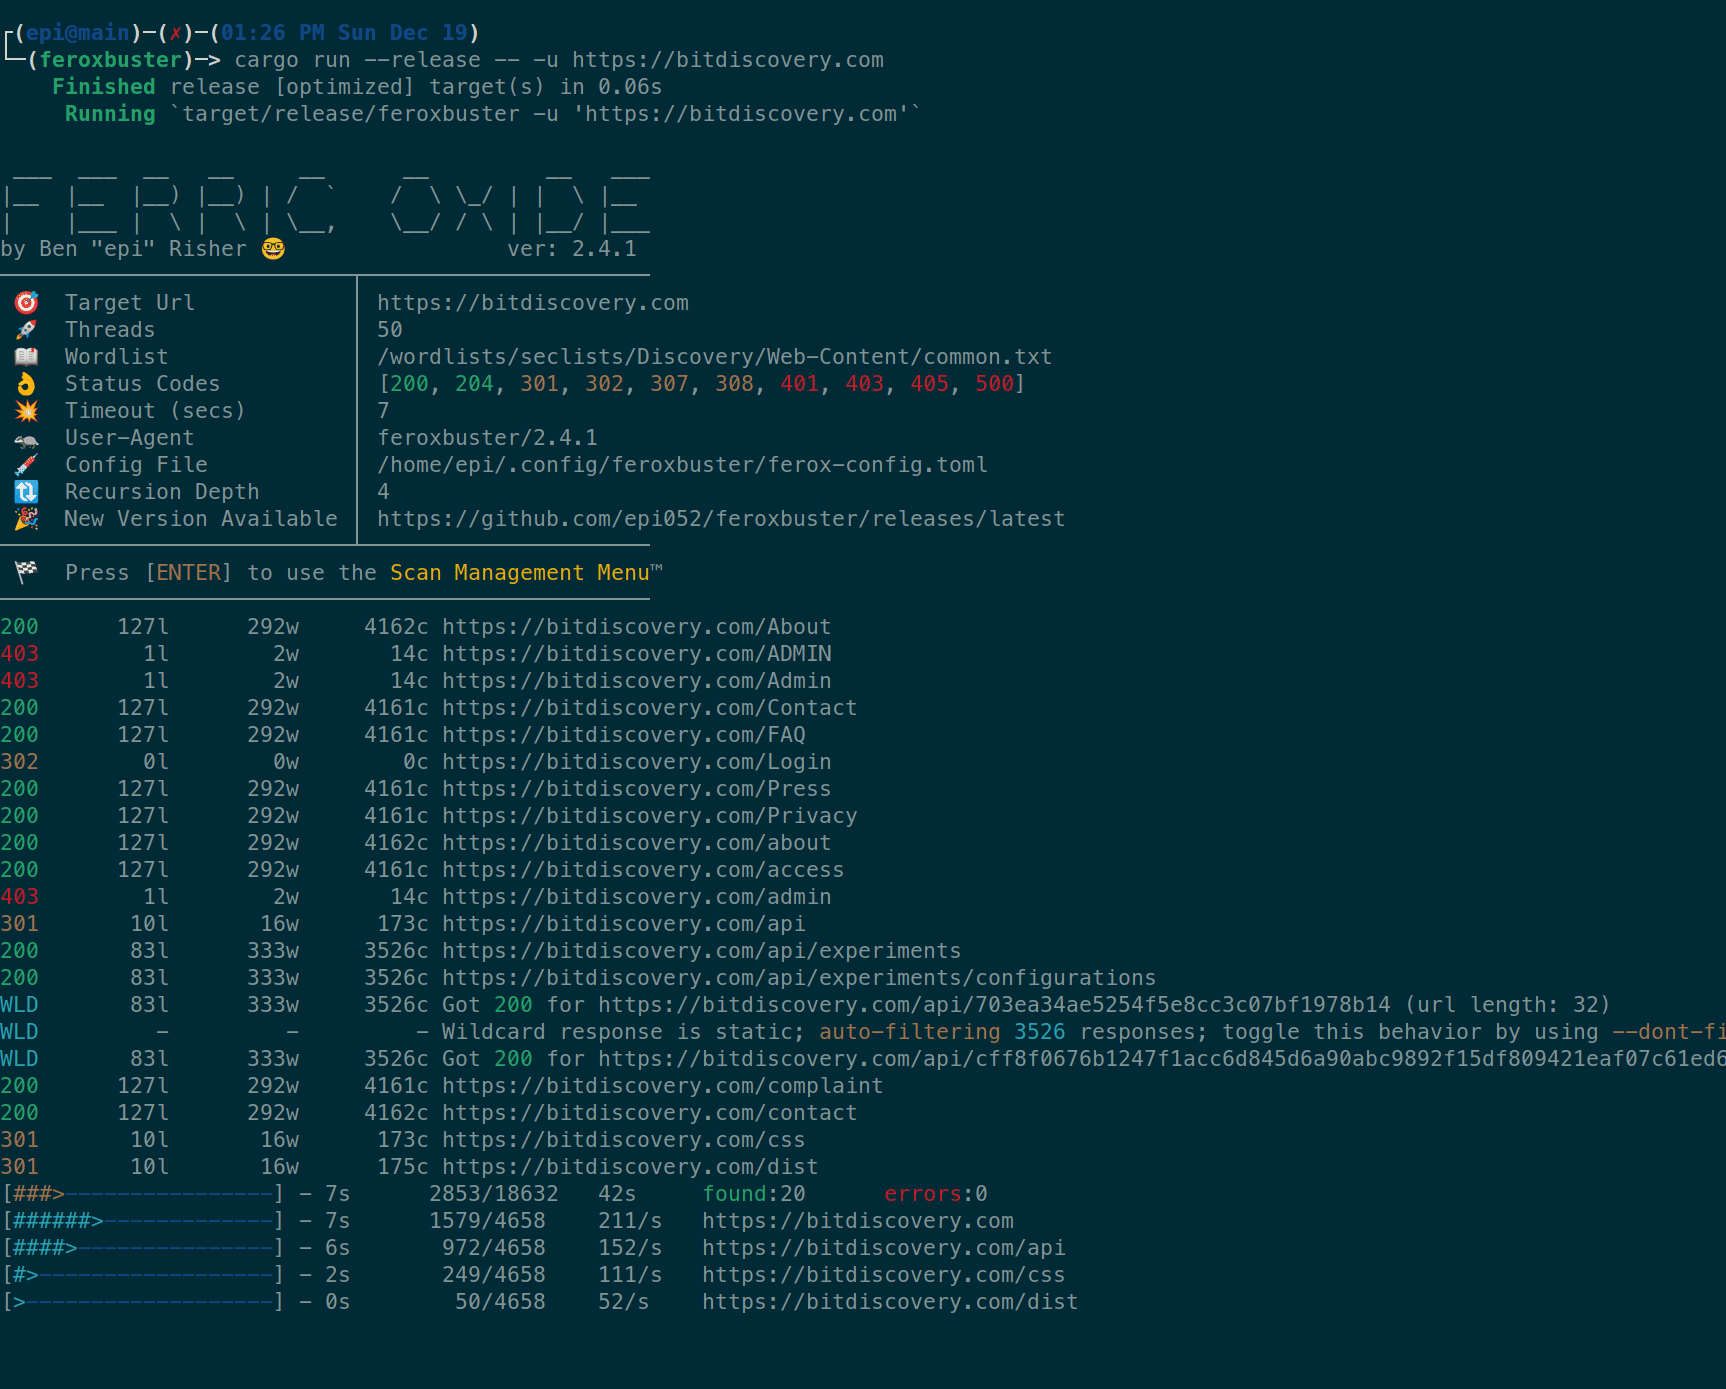 ┌(epi@main)─(✗)─(01:26 PM Sun Dec 19)
└─(feroxbuster)─> cargo run --release -- -u https://bitdiscovery.com
    Finished release [optimized] target(s) in 0.06s
     Running `target/release/feroxbuster -u 'https://bitdiscovery.com'`
FERRIC OXIDE
by Ben "epi" Risher 🤓                 ver: 2.4.1
🎯  Target Url │ https://bitdiscovery.com
🚀  Threads │ 50
📖  Wordlist │ /wordlists/seclists/Discovery/Web-Content/common.txt
👌  Status Codes │ [200, 204, 301, 302, 307, 308, 401, 403, 405, 500]
💥  Timeout (secs) │ 7
🦡  User-Agent │ feroxbuster/2.4.1
💉  Config File │ /home/epi/.config/feroxbuster/ferox-config.toml
🔃  Recursion Depth │ 4
🎉  New Version Available │ https://github.com/epi052/feroxbuster/releases/latest
🏁  Press [ENTER] to use the Scan Management Menu™
200      127l      292w     4162c https://bitdiscovery.com/About
403        1l        2w       14c https://bitdiscovery.com/ADMIN
403        1l        2w       14c https://bitdiscovery.com/Admin
200      127l      292w     4161c https://bitdiscovery.com/Contact
200      127l      292w     4161c https://bitdiscovery.com/FAQ
302        0l        0w        0c https://bitdiscovery.com/Login
200      127l      292w     4161c https://bitdiscovery.com/Press
200      127l      292w     4161c https://bitdiscovery.com/Privacy
200      127l      292w     4162c https://bitdiscovery.com/about
200      127l      292w     4161c https://bitdiscovery.com/access
403        1l        2w       14c https://bitdiscovery.com/admin
301       10l       16w      173c https://bitdiscovery.com/api
200       83l      333w     3526c https://bitdiscovery.com/api/experiments
200       83l      333w     3526c https://bitdiscovery.com/api/experiments/configurations
WLD       83l      333w     3526c Got 200 for https://bitdiscovery.com/api/703ea34ae5254f5e8cc3c07bf1978b14 (url length: 32)
WLD         -         -         - Wildcard response is static; auto-filtering 3526 responses; toggle this behavior by using --dont-fi
WLD       83l      333w     3526c Got 200 for https://bitdiscovery.com/api/cff8f0676b1247f1acc6d845d6a90abc9892f15df809421eaf07c61ed6
200      127l      292w     4161c https://bitdiscovery.com/complaint
200      127l      292w     4162c https://bitdiscovery.com/contact
301       10l       16w      173c https://bitdiscovery.com/css
301       10l       16w      175c https://bitdiscovery.com/dist
[###>----------------] - 7s      2853/18632   42s     found:20      errors:0
[######>-------------] - 7s      1579/4658    211/s   https://bitdiscovery.com
[####>---------------] - 6s       972/4658    152/s   https://bitdiscovery.com/api
[#>------------------] - 2s       249/4658    111/s   https://bitdiscovery.com/css
[>-------------------] - 0s        50/4658    52/s    https://bitdiscovery.com/dist